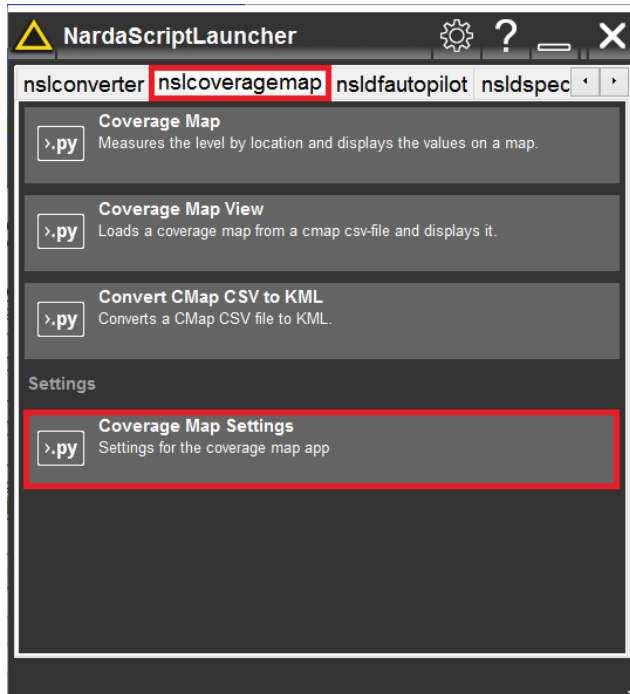 NardaScriptLauncher ?
nslconverter nslcoveragemap nsldfautopilot nsldspec
Coverage Map
.py Measures the level by location and displays the values on a map.
Coverage Map View
.py Loads a coverage map from a cmap csv-file and displays it.
Convert CMap CSV to KML
.py Converts a CMap CSV file to KML.
Settings
Coverage Map Settings
.py Settings for the coverage map app